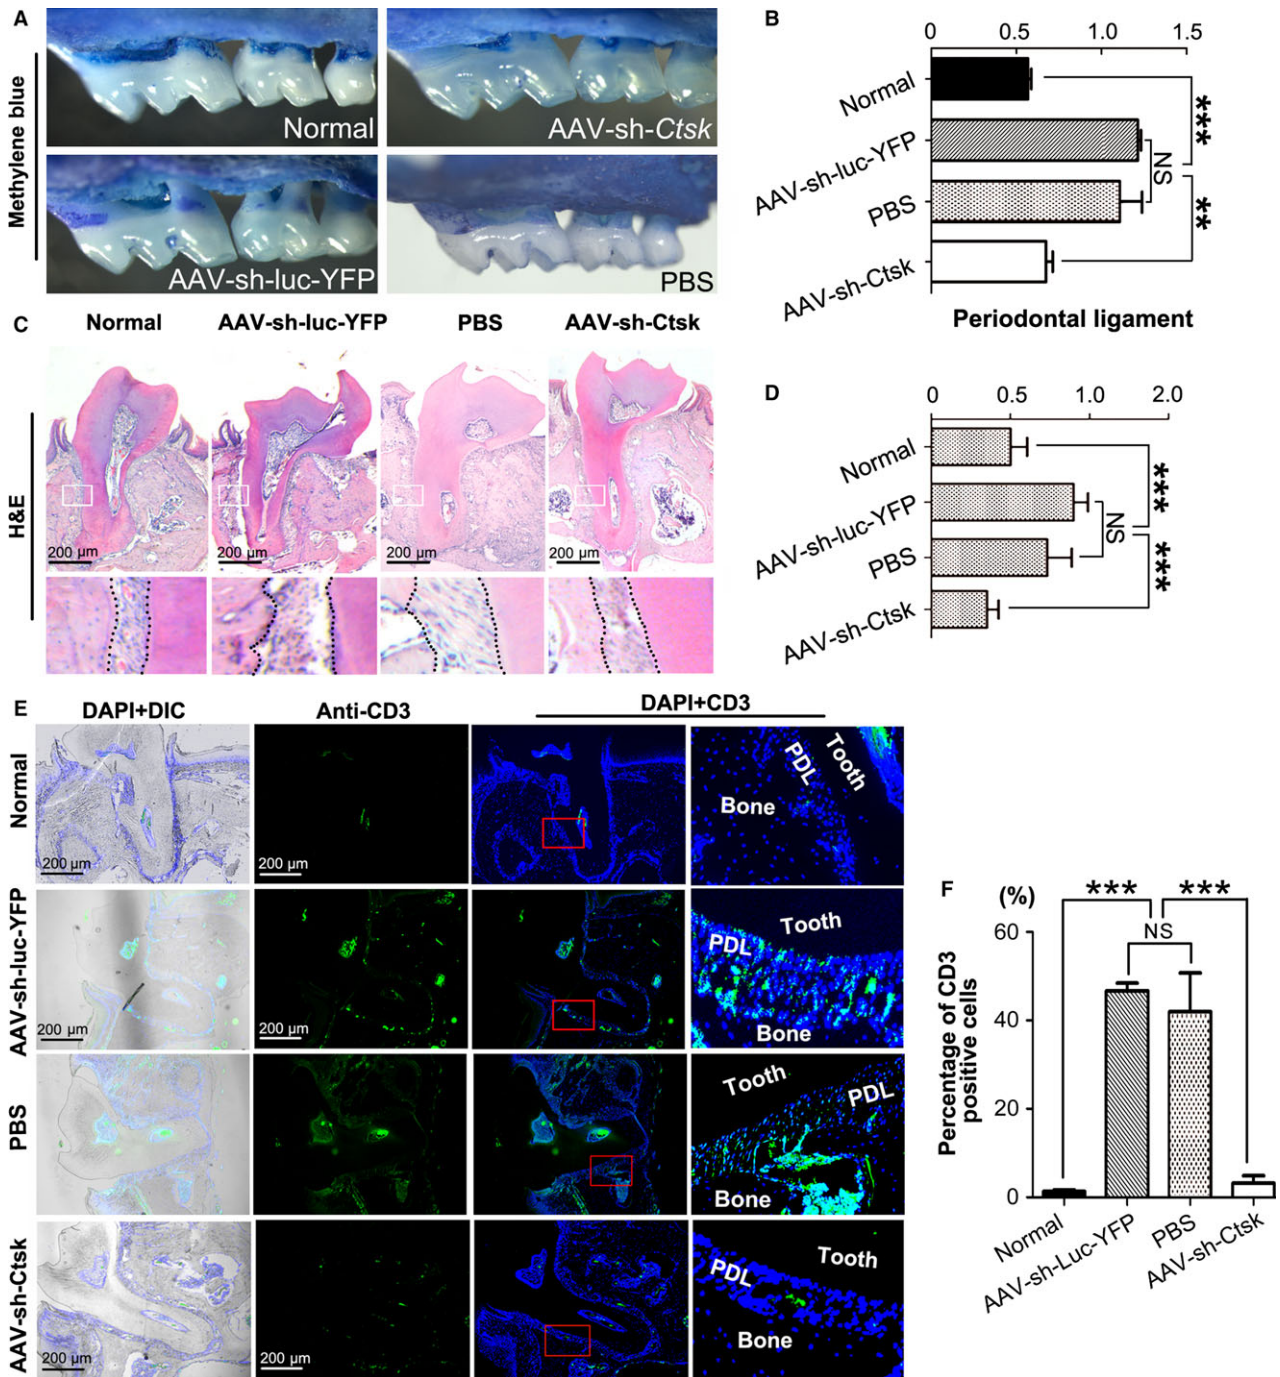 A
Methylene blue
Normal
AAV-sh-Ctsk
AAV-sh-luc-YFP
PBS
B
0 0.5 1.0 1.5
Normal
AAV-sh-luc-YFP
PBS
AAV-sh-Ctsk
***
NS
**
C
Normal AAV-sh-luc-YFP PBS AAV-sh-Ctsk
H&E
200 µm 200 µm 200 µm 200 µm
Periodontal ligament
D
0 0.5 1.0 2.0
Normal
AAV-sh-luc-YFP
PBS
AAV-sh-Ctsk
***
NS
***
E
DAPI+DIC Anti-CD3 DAPI+CD3
Normal
200 µm 200 µm
Bone PDL Tooth
AAV-sh-luc-YFP
200 µm 200 µm
Tooth
PDL
Bone
PBS
200 µm 200 µm
Tooth
PDL
Bone
AAV-sh-Ctsk
200 µm 200 µm
Tooth
PDL
Bone
F
(%)
*** ***
NS
Percentage of CD3
positive cells
60
40
20
0
Normal
AAV-sh-Luc-YFP
PBS
AAV-sh-Ctsk